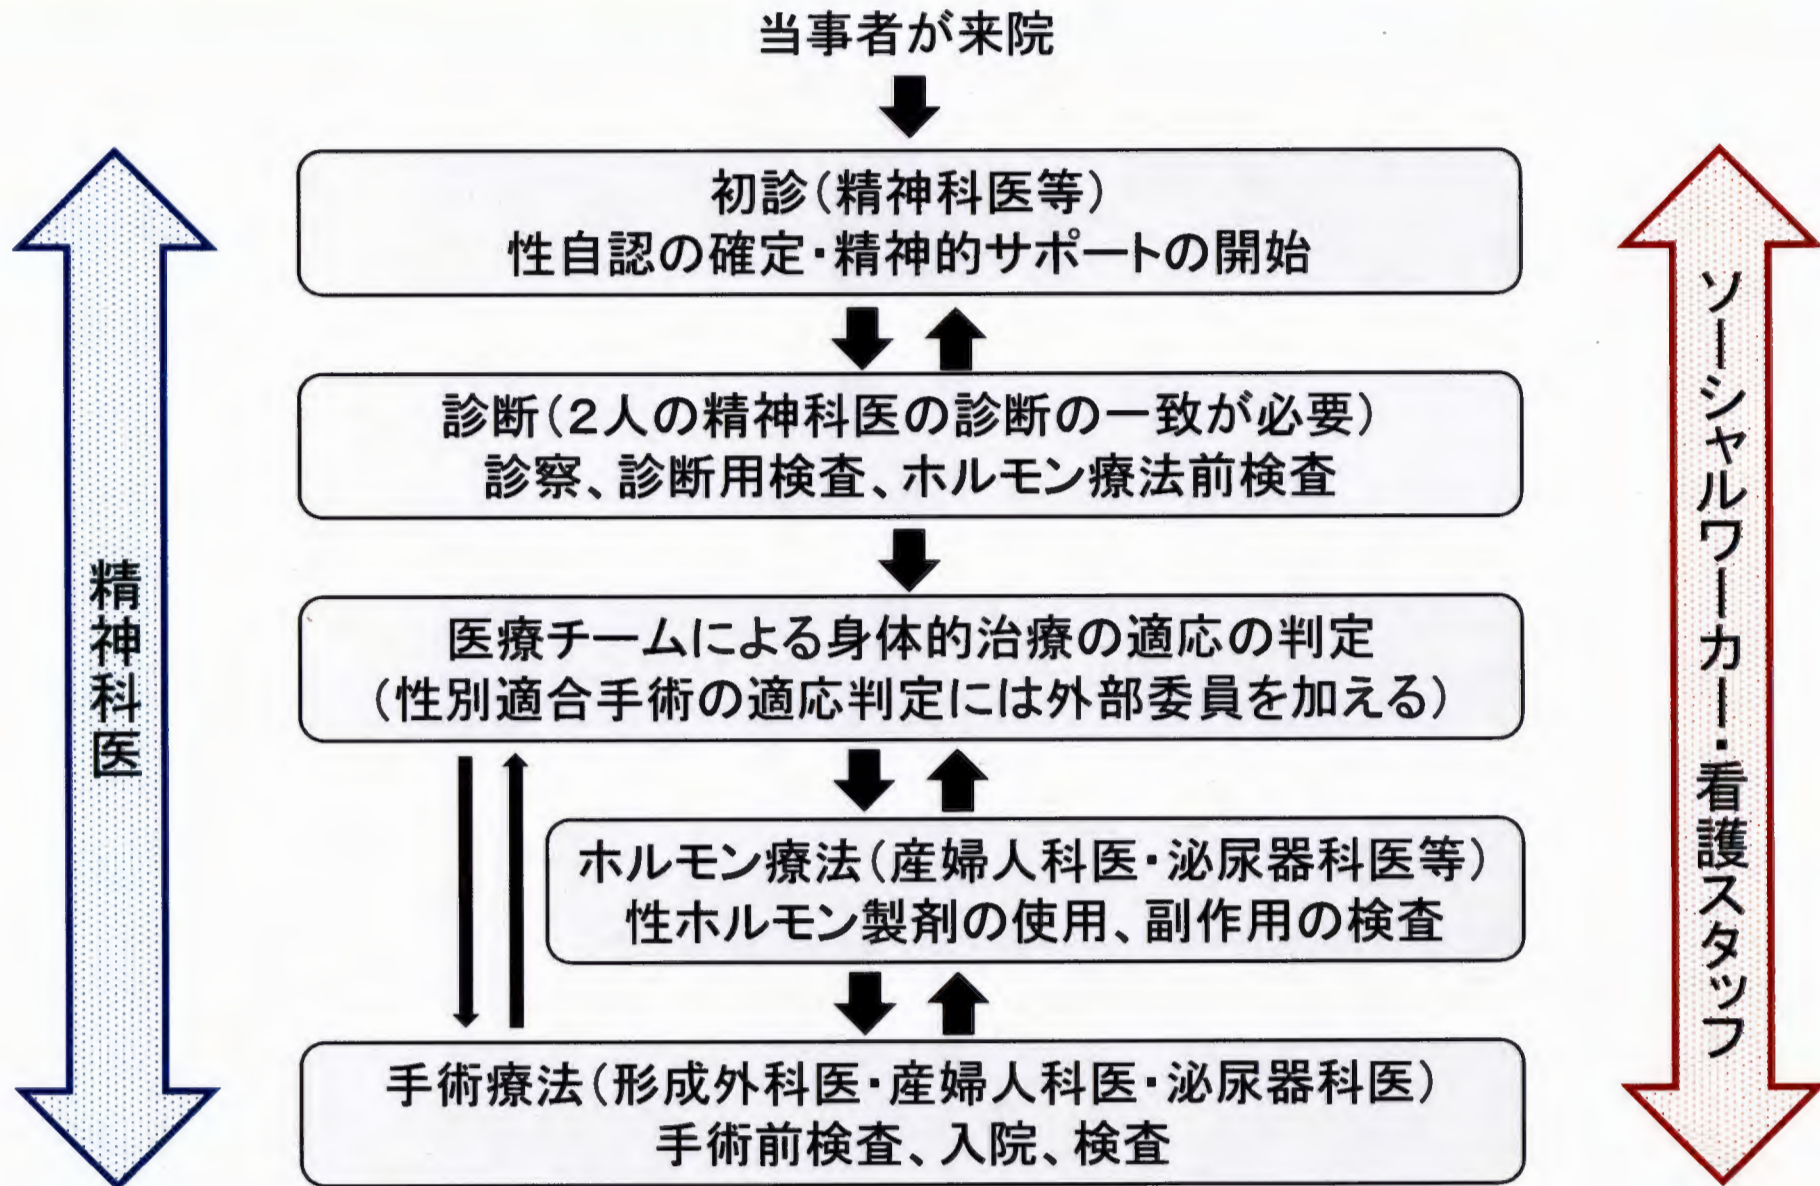 当事者が来院
初診(精神科医等)
性自認の確定・精神的サポートの開始
診断(2人の精神科医の診断の一致が必要)
診察、診断用検査、ホルモン療法前検査
医療チームによる身体的治療の適応の判定
(性別適合手術の適応判定には外部委員を加える)
ホルモン療法(産婦人科医・泌尿器科医等)
性ホルモン製剤の使用、副作用の検査
手術療法(形成外科医・産婦人科医・泌尿器科医)
手術前検査、入院、検査
精神科医
ソーシャルワーカー・看護スタッフ